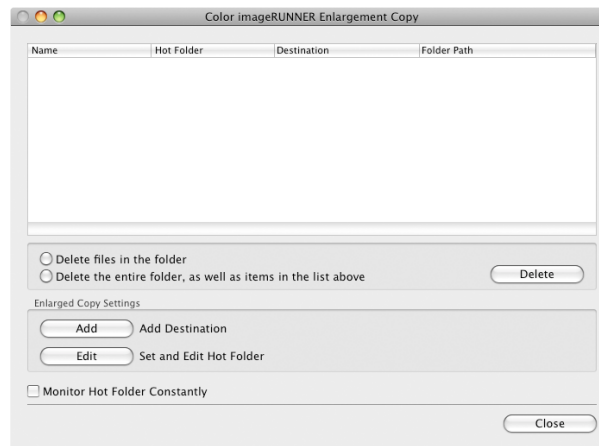 Color imageRUNNER Enlargement Copy
Name Hot Folder Destination Folder Path
Delete files in the folder
Delete the entire folder, as well as items in the list above
Delete
Enlarged Copy Settings
Add Add Destination
Edit Set and Edit Hot Folder
Monitor Hot Folder Constantly
Close